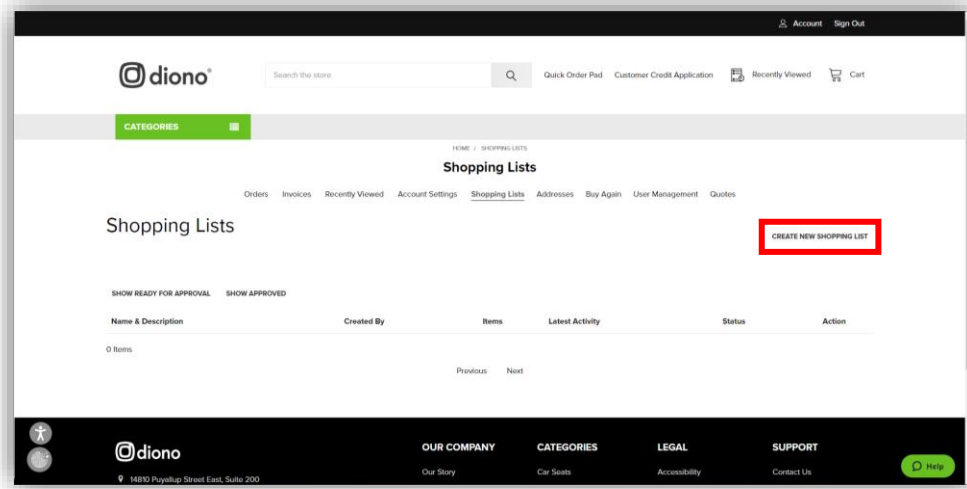 Account Sign Out
diono
Search the store
Quick Order Pad Customer Credit Application Recently Viewed Cart
CATEGORIES
HOME / SHOPPING LISTS
Shopping Lists
Orders Invoices Recently Viewed Account Settings Shopping Lists Addresses Buy Again User Management Quotes
Shopping Lists
CREATE NEW SHOPPING LIST
SHOW READY FOR APPROVAL SHOW APPROVED
Name & Description Created By Items Latest Activity Status Action
0 Items
Previous Next
diono
OUR COMPANY CATEGORIES LEGAL SUPPORT
Our Story Car Seats Accessibility Contact Us
14810 Puyallup Street East, Suite 200
Help